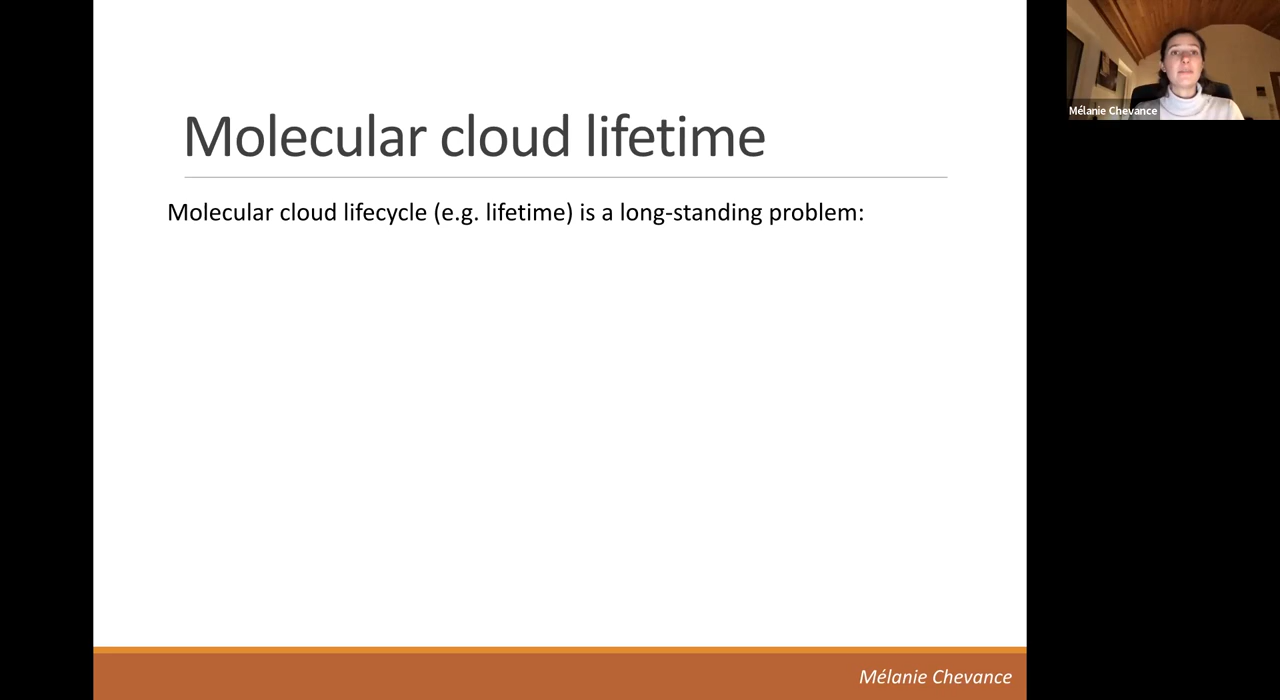 Molecular cloud lifetime
Molecular cloud lifecycle (e.g. lifetime) is a long-standing problem:
Mélanie Chevance
Mélanie Chevance